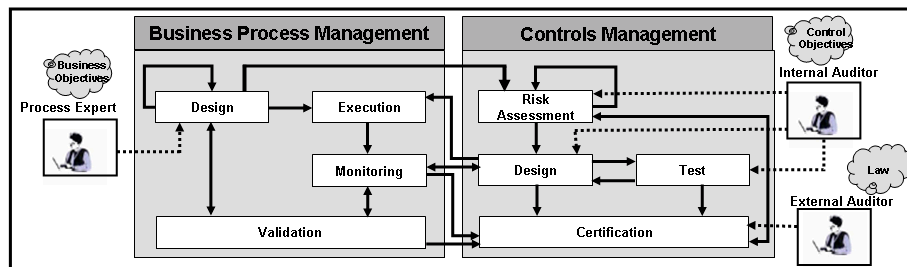 Business Process Management
Controls Management
Business
Objectives
Process Expert
Control
Objectives
Internal Auditor
Design
Execution
Risk
Assessment
Monitoring
Design
Test
Law
External Auditor
Validation
Certification